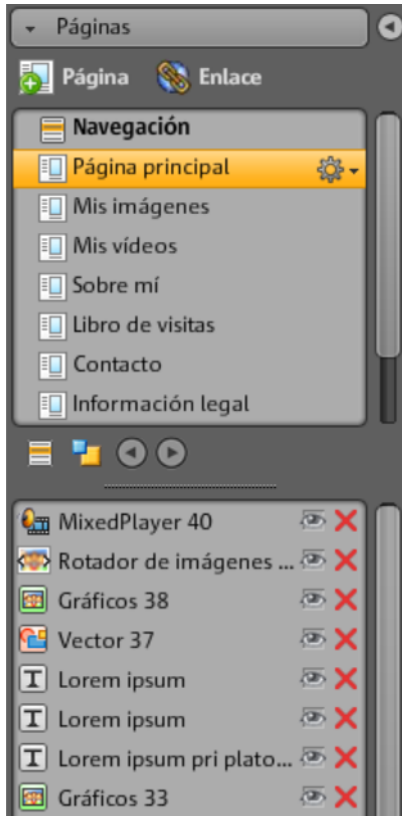 Páginas
Página Enlace
Navegación
Página principal
Mis imágenes
Mis vídeos
Sobre mí
Libro de visitas
Contacto
Información legal
MixedPlayer 40
Rotador de imágenes ...
Gráficos 38
Vector 37
T Lorem ipsum
T Lorem ipsum
T Lorem ipsum pri plato...
Gráficos 33